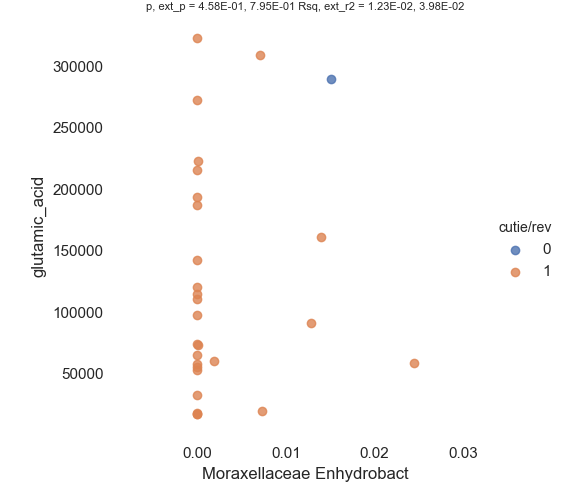 p, ext_p = 4.58E-01, 7.95E-01 Rsq, ext_r2 = 1.23E-02, 3.98E-02
glutamic_acid
300000
250000
200000
150000
100000
50000
0.00 0.01 0.02 0.03
Moraxellaceae Enhydrobact
cutie/rev
0
1